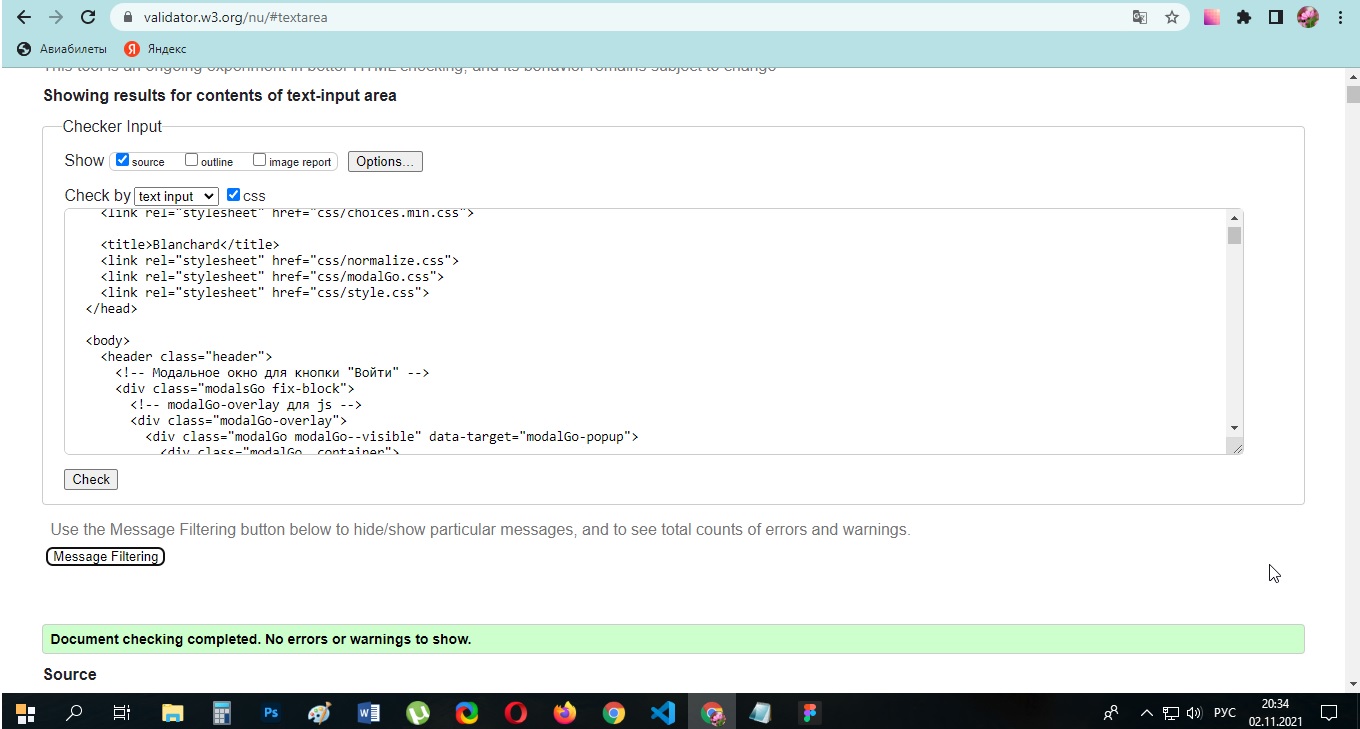 validator.w3.org/nu/#textarea
Авиабилеты Яндекс
This tool is an ongoing experiment in better HTML checking, and its behavior remains subject to change
Showing results for contents of text-input area
Checker Input
Show source outline image report Options...
Check by text input css
<link rel="stylesheet" href="css/choices.min.css">
<title>Blanchard</title>
<link rel="stylesheet" href="css/normalize.css">
<link rel="stylesheet" href="css/modalGo.css">
<link rel="stylesheet" href="css/style.css">
</head>
<body>
<header class="header">
<!-- Модальное окно для кнопки "Войти" -->
<div class="modalsGo fix-block">
<!-- modalGo-overlay для js -->
<div class="modalGo-overlay">
<div class="modalGo modalGo--visible" data-target="modalGo-popup">
<div class="modalGo__container">
Check
Use the Message Filtering button below to hide/show particular messages, and to see total counts of errors and warnings.
Message Filtering
Document checking completed. No errors or warnings to show.
Source
Ps
W
РУС
20:34
02.11.2021